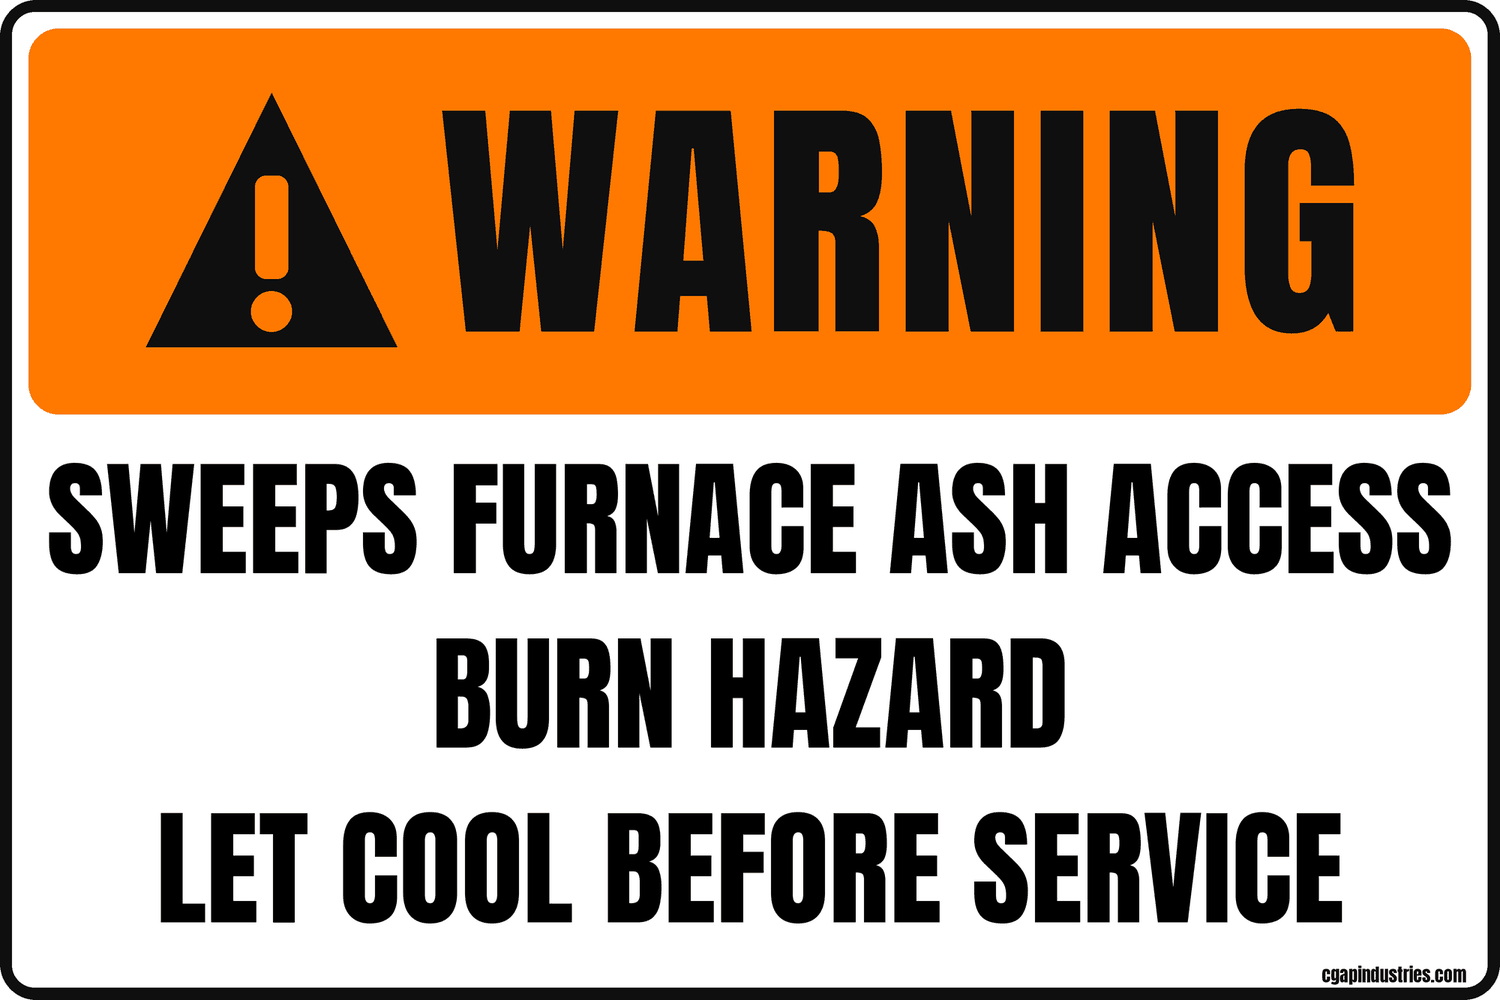 WARNING
SWEEPS FURNACE ASH ACCESS
BURN HAZARD
LET COOL BEFORE SERVICE
cgapindustries.com